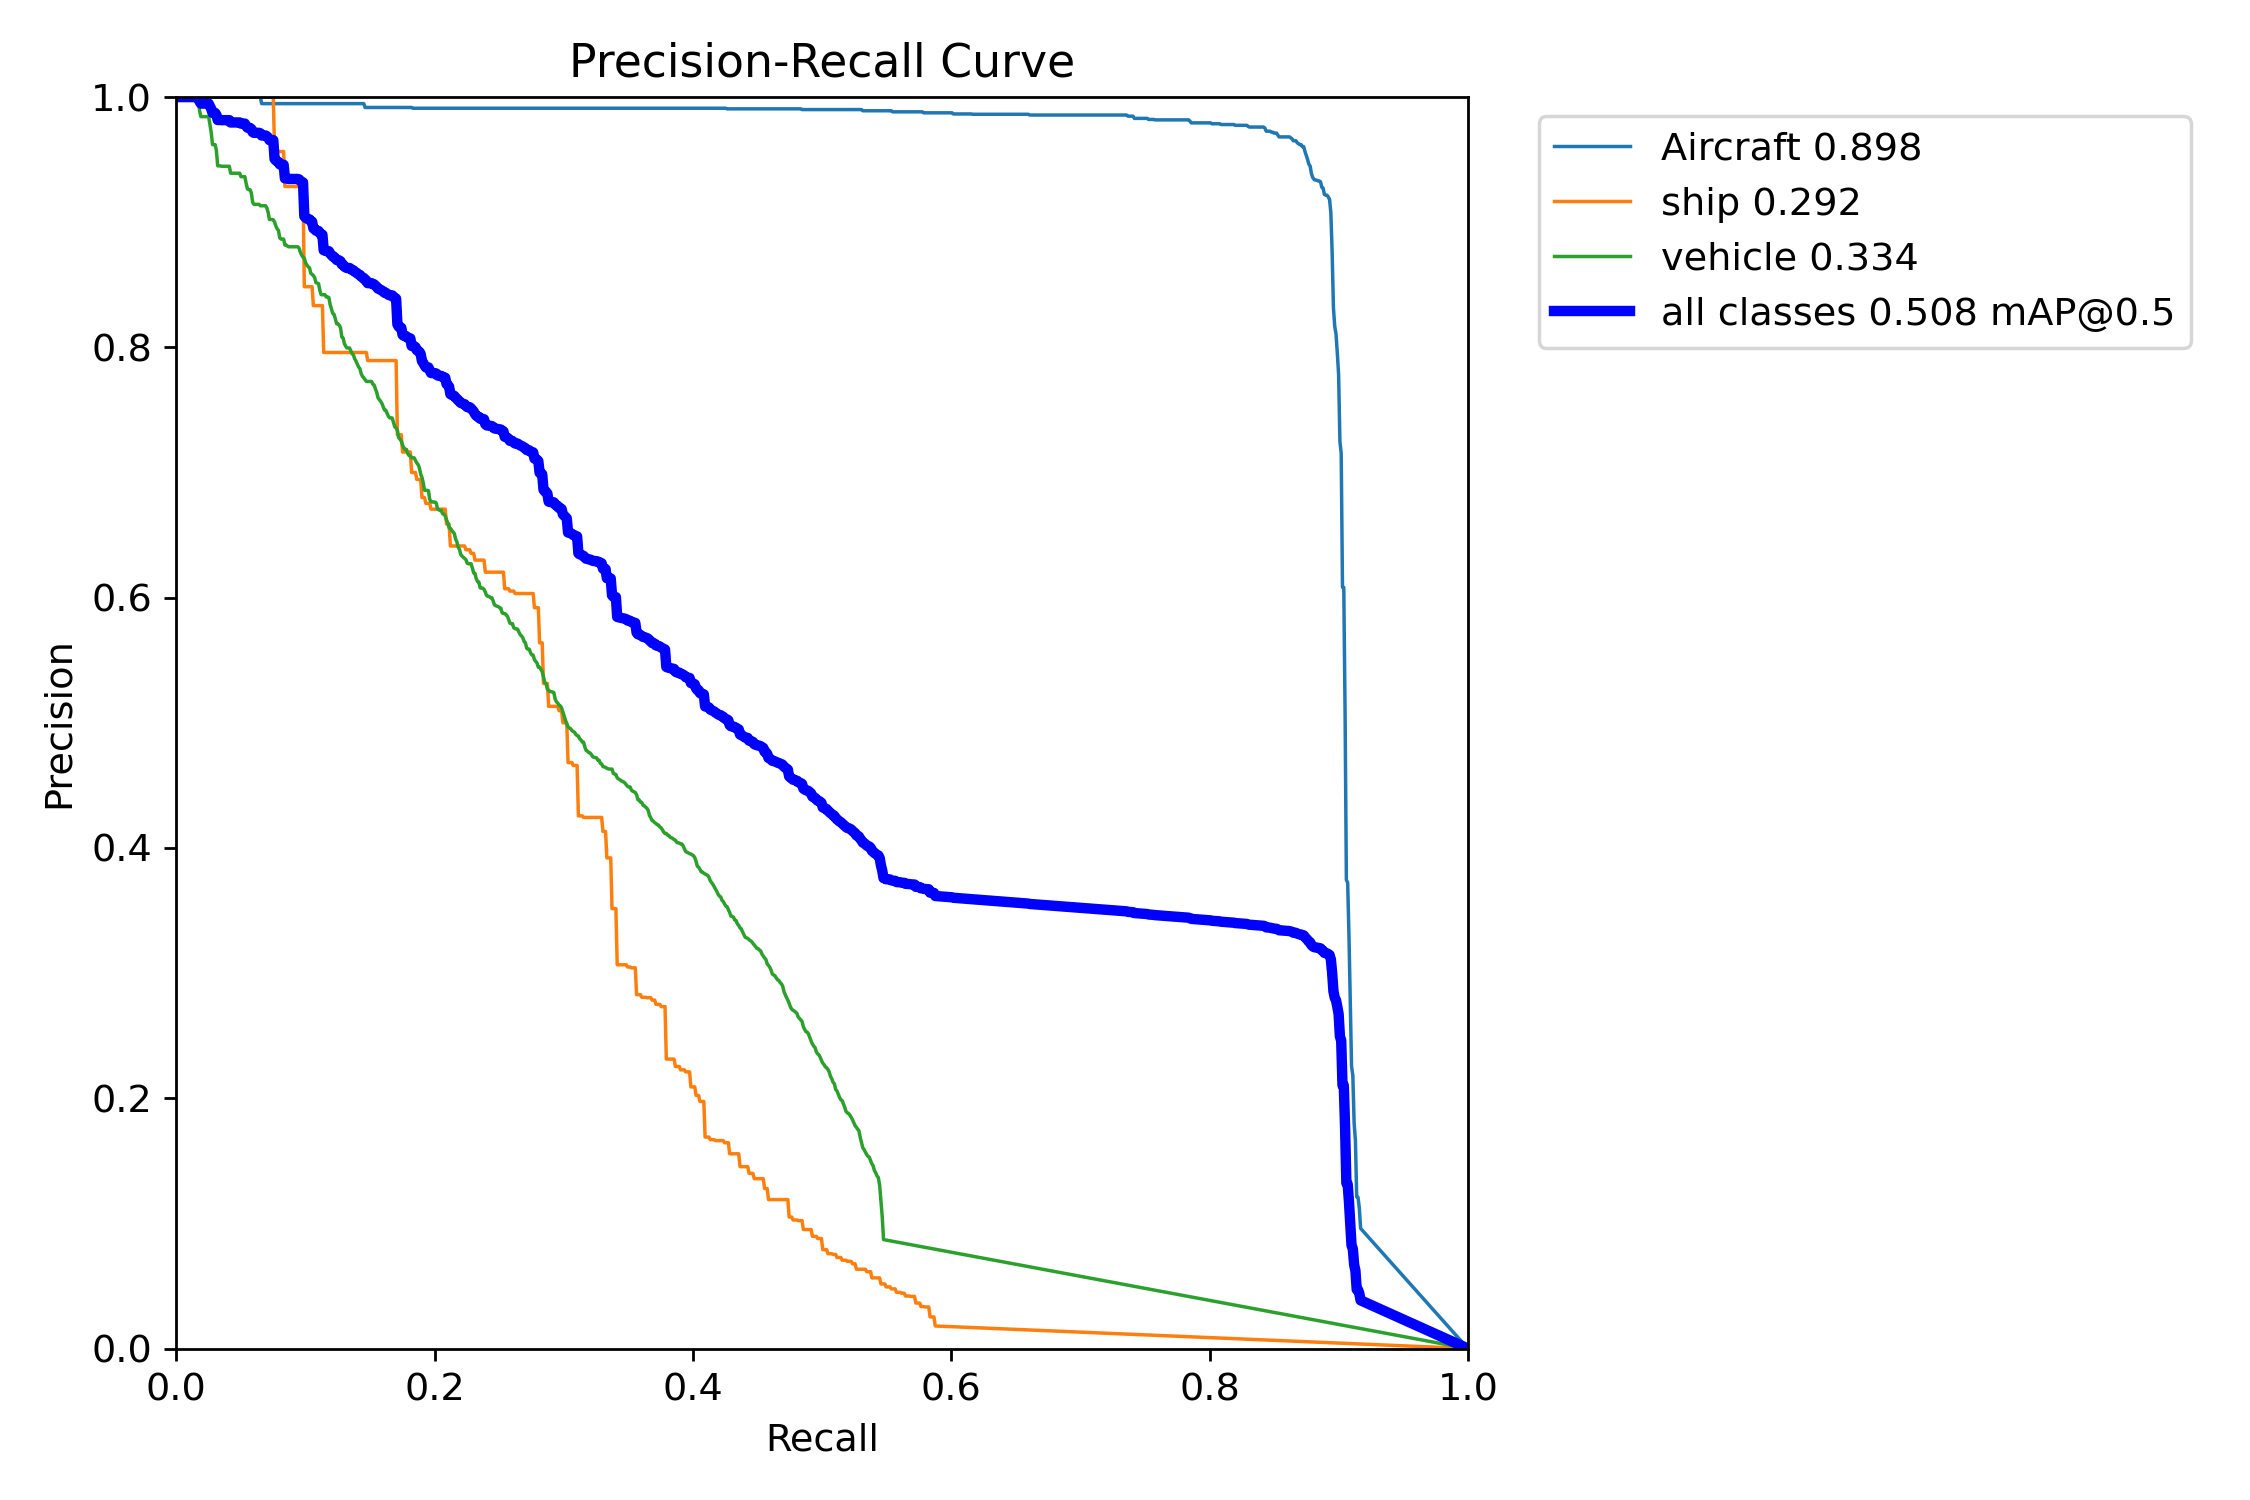 Precision-Recall Curve
1.0
0.8
0.6
0.4
0.2
0.0
Precision
0.0 0.2 0.4 0.6 0.8 1.0
Recall
Aircraft 0.898
ship 0.292
vehicle 0.334
all classes 0.508 mAP@0.5